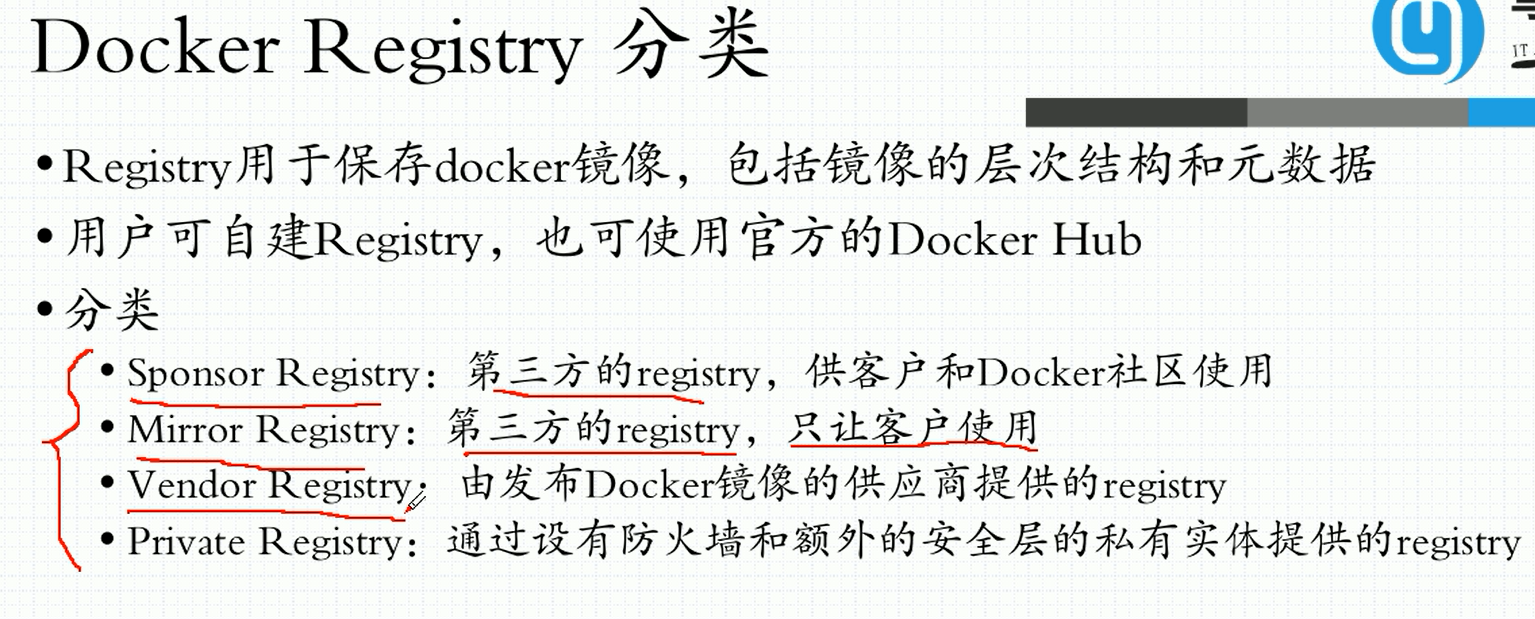 Docker Registry 分类
IT
•Registry用于保存docker镜像，包括镜像的层次结构和元数据
•用户可自建Registry，也可使用官方的Docker Hub
•分类
•Sponsor Registry：第三方的registry，供客户和Docker社区使用
•Mirror Registry：第三方的registry，只让客户使用
•Vendor Registry：由发布Docker镜像的供应商提供的registry
•Private Registry：通过设有防火墙和额外的安全层的私有实体提供的registry